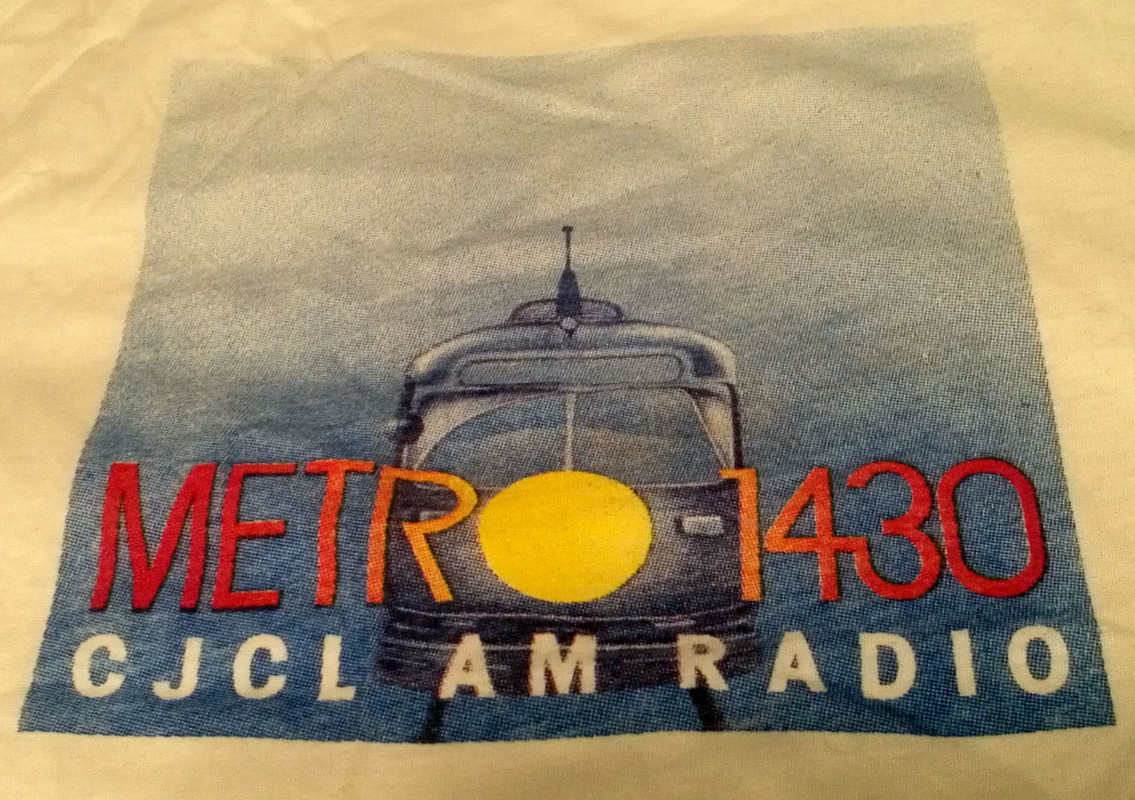 METRO 1430
CJCL AM RADIO